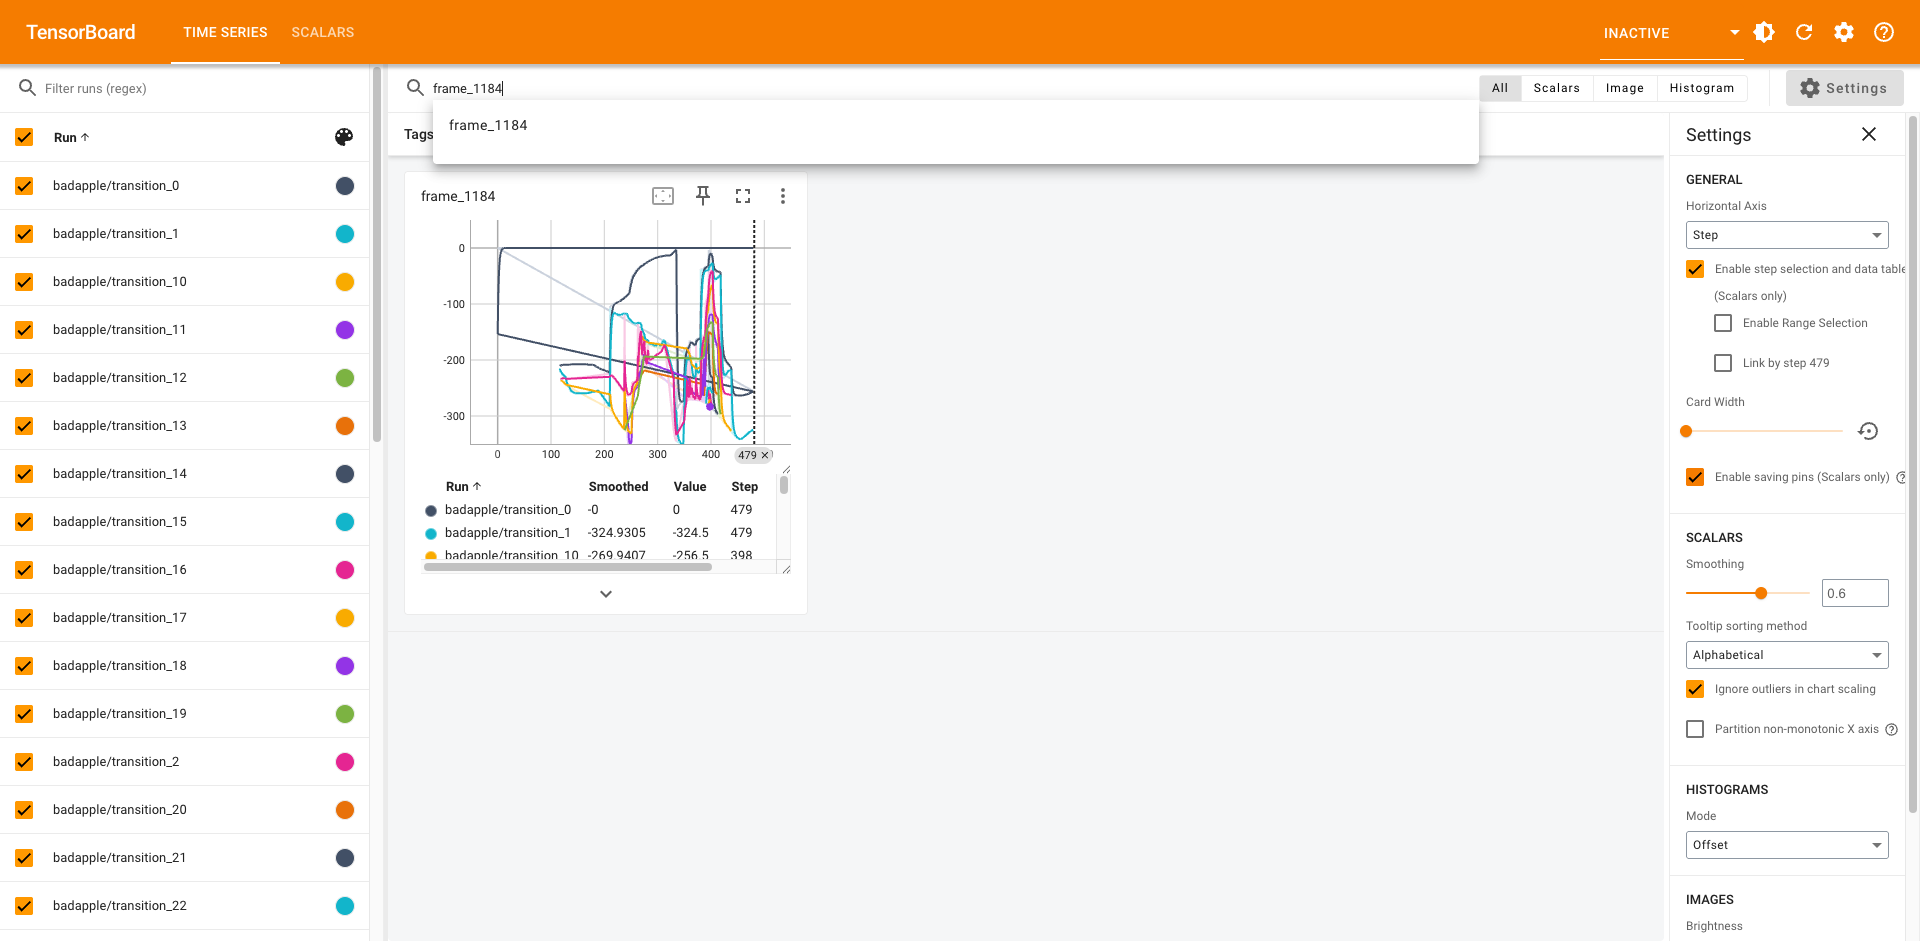 TensorBoard
TIME SERIES
SCALARS
INACTIVE
Filter runs (regex)
frame_1184
All
Scalars
Image
Histogram
Settings
frame_1184
Run
Tags
Settings
badapple/transition_0
badapple/transition_1
badapple/transition_10
badapple/transition_11
badapple/transition_12
badapple/transition_13
badapple/transition_14
badapple/transition_15
badapple/transition_16
badapple/transition_17
badapple/transition_18
badapple/transition_19
badapple/transition_2
badapple/transition_20
badapple/transition_21
badapple/transition_22
frame_1184
0
-100
-200
-300
0 100 200 300 400 479
Run Smoothed Value Step
badapple/transition_0 -0 0 479
badapple/transition_1 -324.9305 -324.5 479
badapple/transition_10 -269.9407 -256.5 398
GENERAL
Horizontal Axis
Step
Enable step selection and data table
(Scalars only)
Enable Range Selection
Link by step 479
Card Width
Enable saving pins (Scalars only)
SCALARS
Smoothing
0.6
Tooltip sorting method
Alphabetical
Ignore outliers in chart scaling
Partition non-monotonic X axis
HISTOGRAMS
Mode
Offset
IMAGES
Brightness